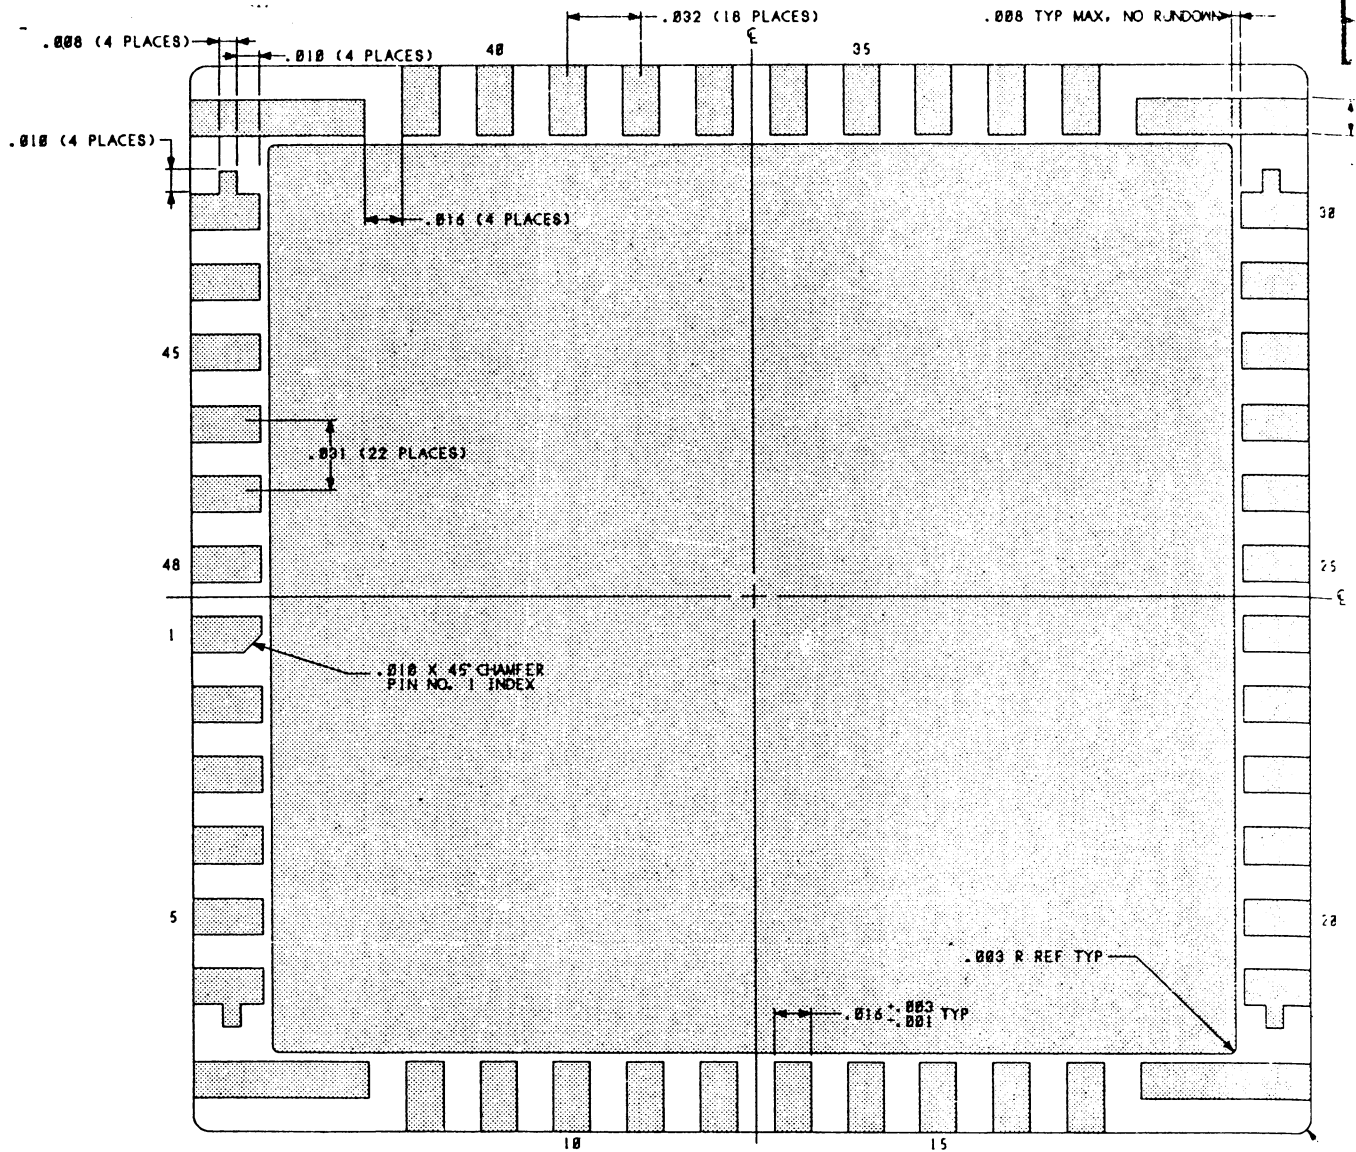 .032 (18 PLACES)
.008 TYP MAX, NO RUNDOWN
.008 (4 PLACES)
.010 (4 PLACES)
40
35
.010 (4 PLACES)
.016 (4 PLACES)
30
45
.031 (22 PLACES)
48
25
1
.010 X 45° CHAMFER
PIN NO. 1 INDEX
5
20
.003 R REF TYP
.016 +.003 -.001 TYP
10
15